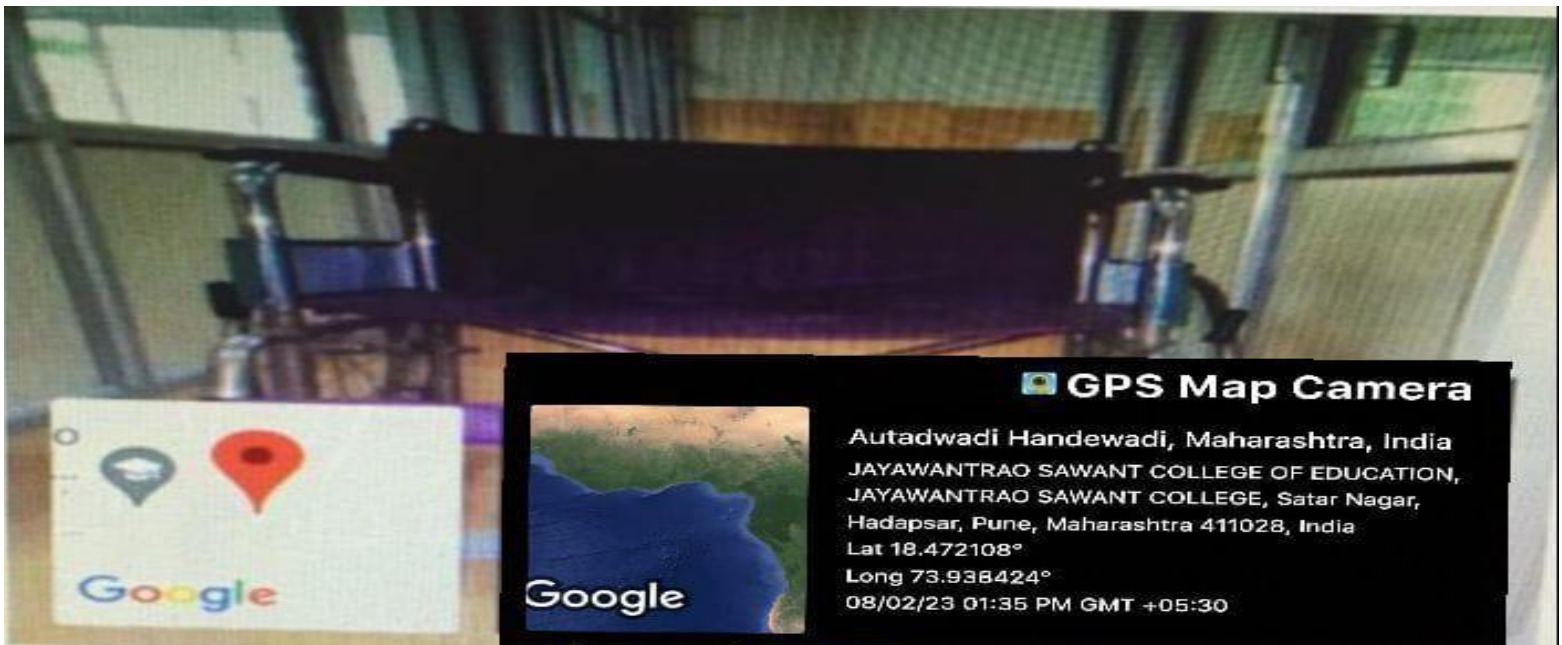 GPS Map Camera
Autadwadi Handewadi, Maharashtra, India
JAYAWANTRAO SAWANT COLLEGE OF EDUCATION,
JAYAWANTRAO SAWANT COLLEGE, Satar Nagar,
Hadapsar, Pune, Maharashtra 411028, India
Lat 18.472108°
Long 73.938424°
08/02/23 01:35 PM GMT +05:30
Google
Google